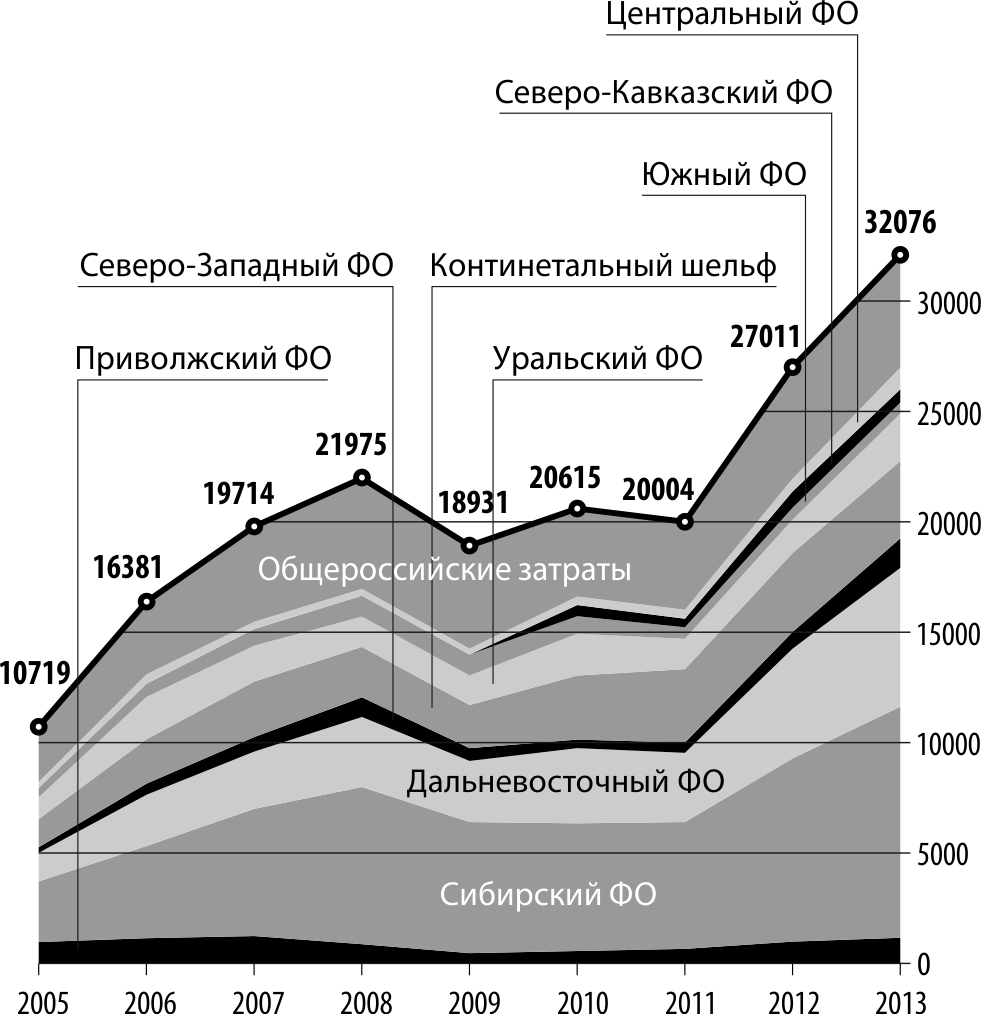 Центральный ФО
Северо-Кавказский ФО
Южный ФО
32076
Северо-Западный ФО
Континетальный шельф
30000
27011
Приволжский ФО
Уральский ФО
25000
21975
19714
18931
20615
20004
20000
16381
Общероссийские затраты
15000
10719
10000
Дальневосточный ФО
5000
Сибирский ФО
0
2005 2006 2007 2008 2009 2010 2011 2012 2013